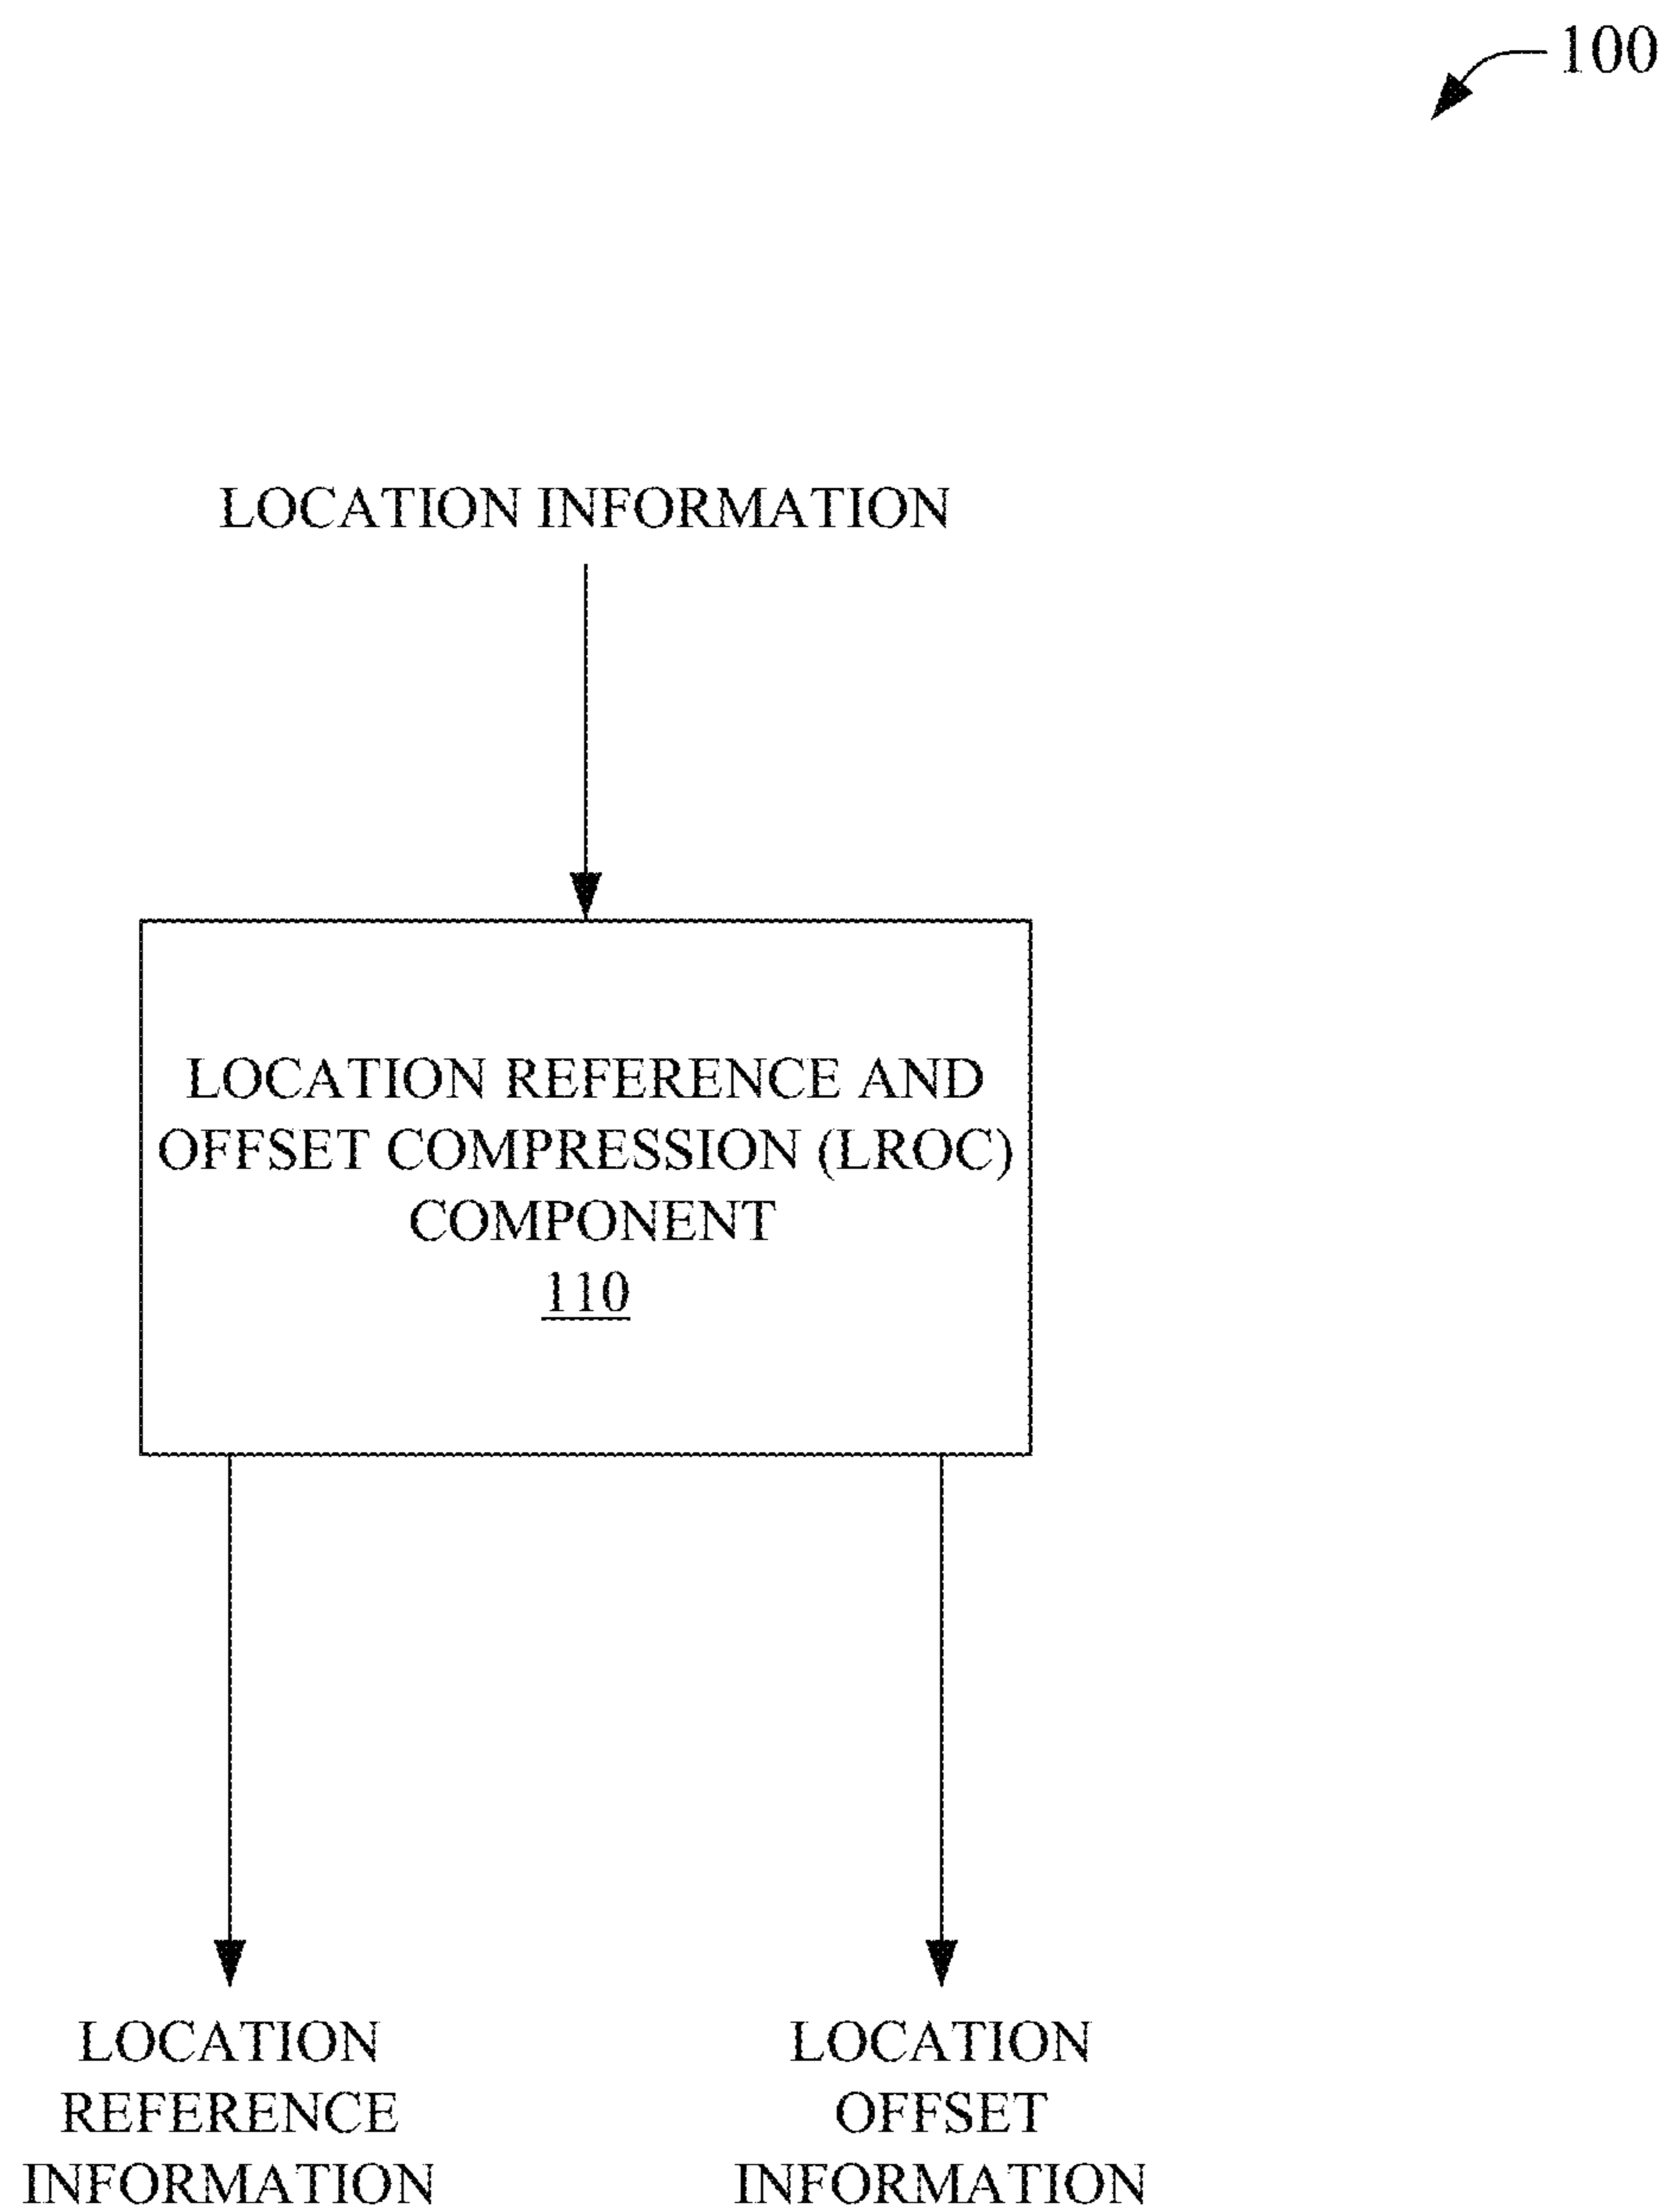 100
LOCATION INFORMATION
LOCATION REFERENCE AND
OFFSET COMPRESSION (LROC)
COMPONENT
110
LOCATION
REFERENCE
INFORMATION
LOCATION
OFFSET
INFORMATION